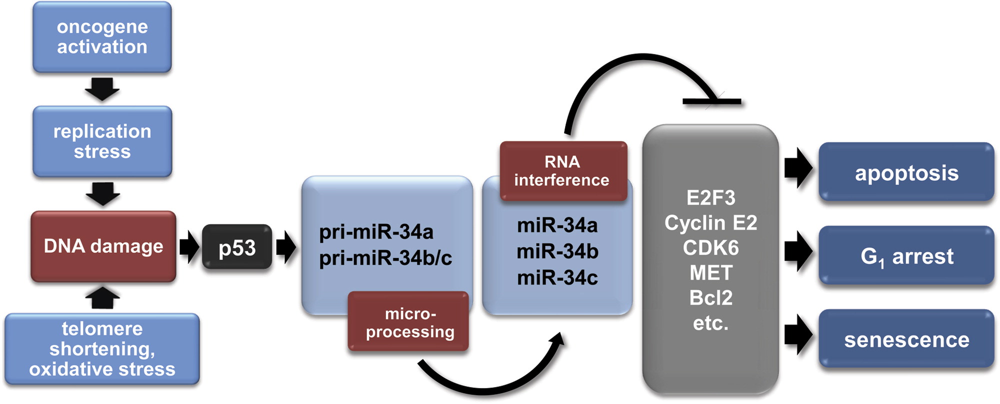 oncogene
activation
replication
stress
DNA damage
telomere
shortening,
oxidative stress
p53
pri-miR-34a
pri-miR-34b/c
micro-
processing
RNA
interference
miR-34a
miR-34b
miR-34c
E2F3
Cyclin E2
CDK6
MET
Bcl2
etc.
apoptosis
G₁ arrest
senescence